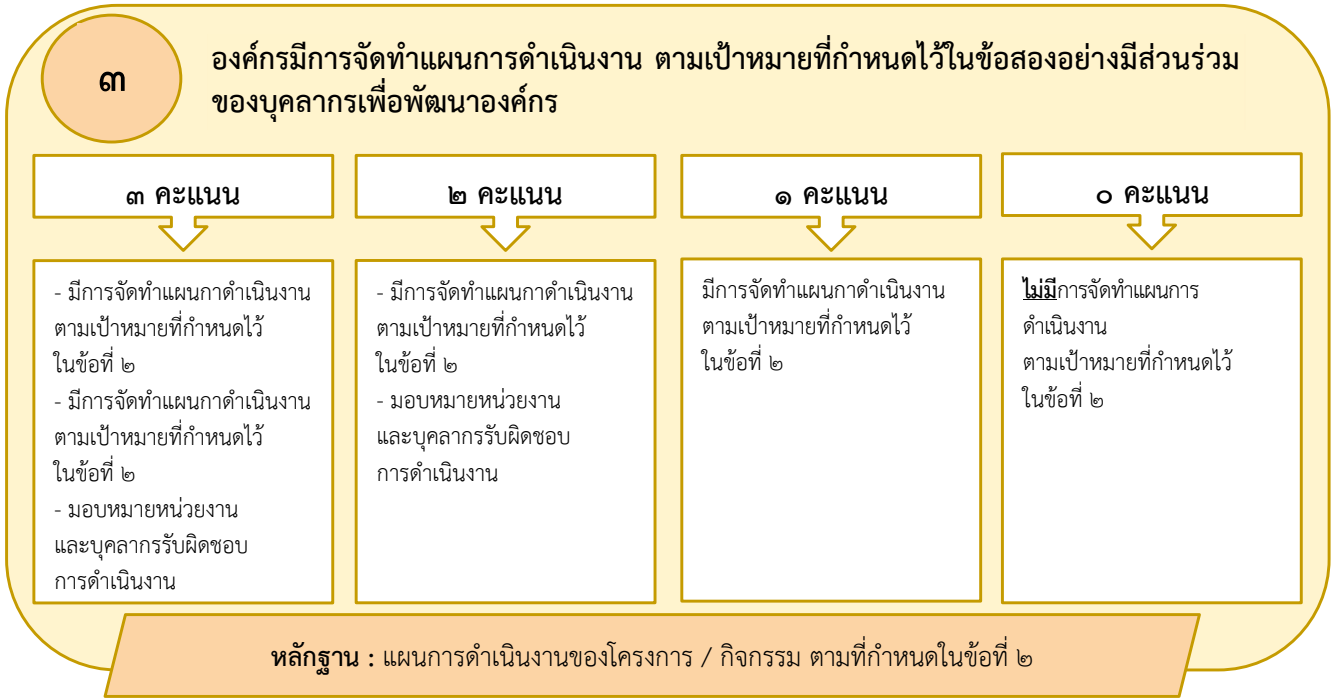 ๓
องค์กรมีการจัดทำแผนการดำเนินงาน ตามเป้าหมายที่กำหนดไว้ในข้อสองอย่างมีส่วนร่วม
ของบุคลากรเพื่อพัฒนาองค์กร
๓ คะแนน
- มีการจัดทำแผนกาดำเนินงาน
ตามเป้าหมายที่กำหนดไว้
ในข้อที่ ๒
- มีการจัดทำแผนกาดำเนินงาน
ตามเป้าหมายที่กำหนดไว้
ในข้อที่ ๒
- มอบหมายหน่วยงาน
และบุคลากรรับผิดชอบ
การดำเนินงาน
๒ คะแนน
- มีการจัดทำแผนกาดำเนินงาน
ตามเป้าหมายที่กำหนดไว้
ในข้อที่ ๒
- มอบหมายหน่วยงาน
และบุคลากรรับผิดชอบ
การดำเนินงาน
๑ คะแนน
มีการจัดทำแผนกาดำเนินงาน
ตามเป้าหมายที่กำหนดไว้
ในข้อที่ ๒
๐ คะแนน
ไม่มีการจัดทำแผนการ
ดำเนินงาน
ตามเป้าหมายที่กำหนดไว้
ในข้อที่ ๒
หลักฐาน : แผนการดำเนินงานของโครงการ / กิจกรรม ตามที่กำหนดในข้อที่ ๒